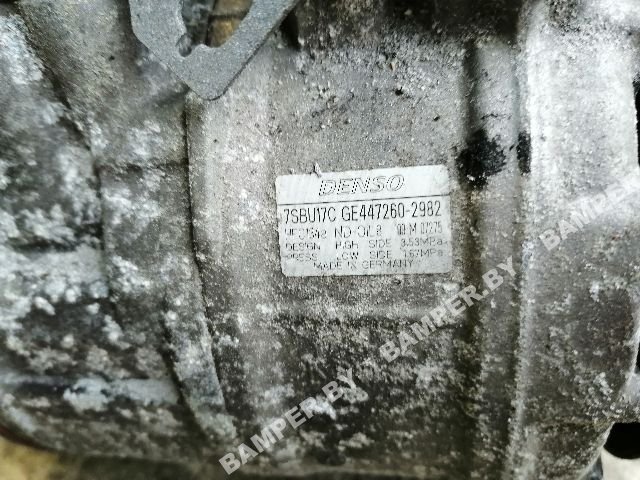 DENSO
7SBU17C GE447260-2982
HFC134a ND-OIL8
DESIGN HIGH SIDE 3.53MPa
PRESS LOW SIDE 1.67MPa
MADE IN GERMANY
BAMPER.BY - BAMPER.BY - BAMPER.BY